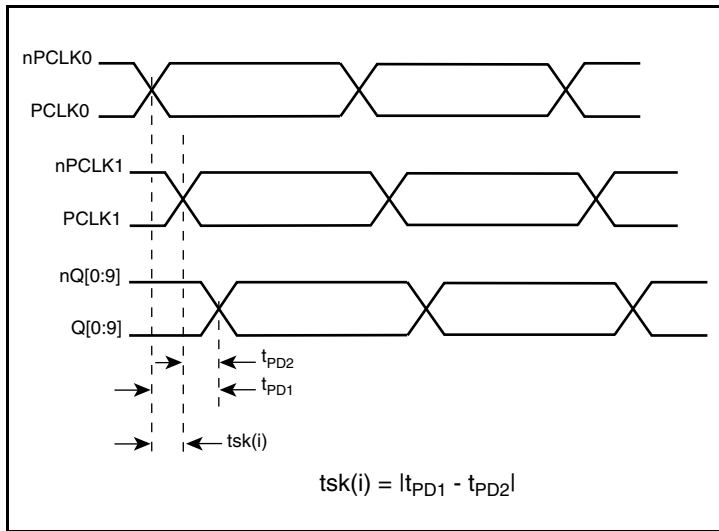 nPCLK0
PCLK0
nPCLK1
PCLK1
nQ[0:9]
Q[0:9]
tPD2
tPD1
tsk(i)
tsk(i) = |tPD1 - tPD2|